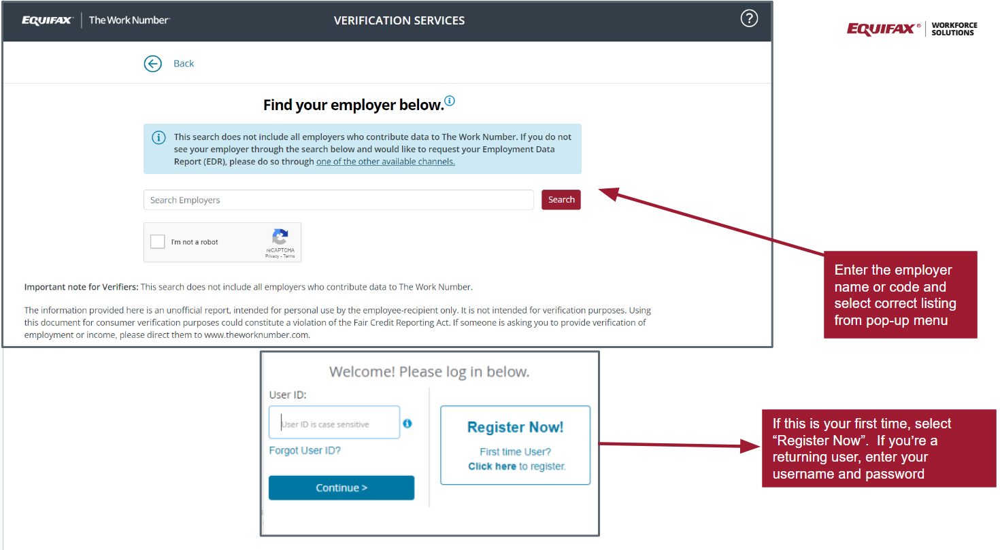 EQUIFAX | The Work Number
VERIFICATION SERVICES
?
EQUIFAX ® | WORKFORCE
SOLUTIONS
Back
Find your employer below.
This search does not include all employers who contribute data to The Work Number. If you do not
see your employer through the search below and would like to request your Employment Data
Report (EDR), please do so through one of the other available channels.
Search Employers
Search
I'm not a robot
reCAPTCHA
Privacy - Terms
Enter the employer
name or code and
select correct listing
from pop-up menu
Important note for Verifiers: This search does not include all employers who contribute data to The Work Number.
The information provided here is an unofficial report, intended for personal use by the employee-recipient only. It is not intended for verification purposes. Using
this document for consumer verification purposes could constitute a violation of the Fair Credit Reporting Act. If someone is asking you to provide verification of
employment or income, please direct them to www.theworknumber.com.
Welcome! Please log in below.
User ID:
User ID is case sensitive
Forgot User ID?
Continue >
Register Now!
First time User?
Click here to register.
If this is your first time, select
“Register Now”.  If you’re a
returning user, enter your
username and password